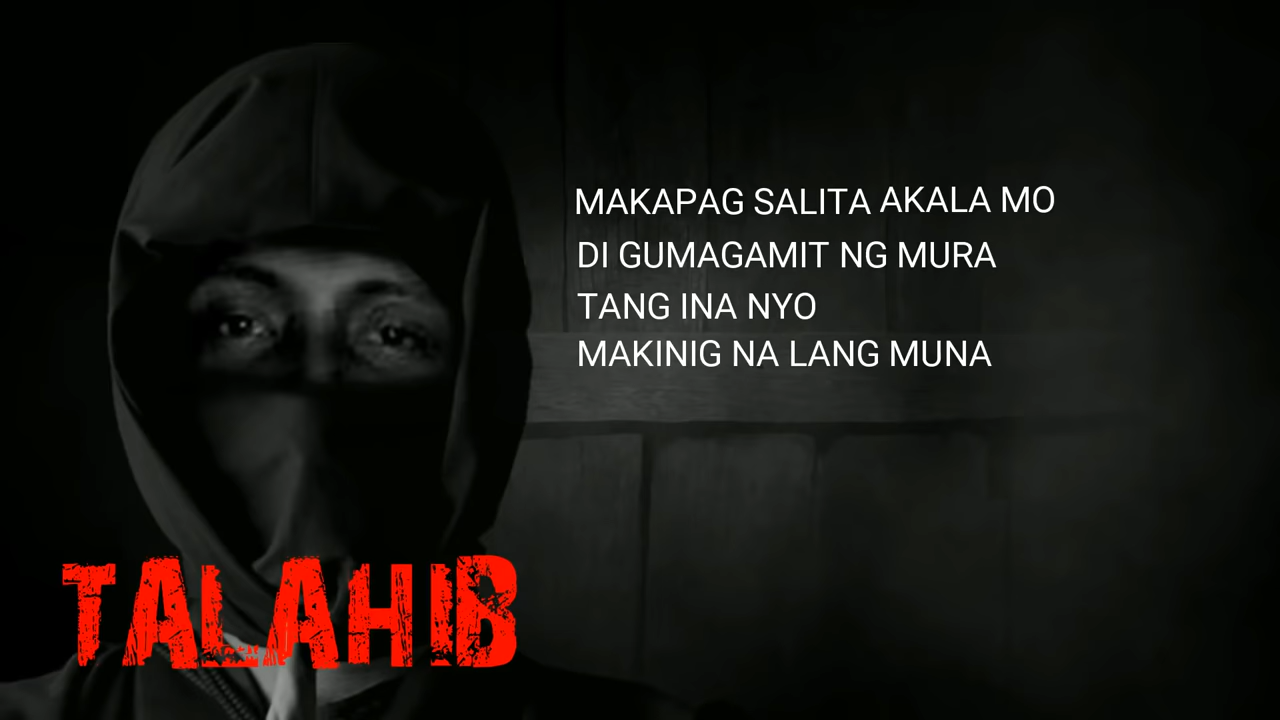 MAKAPAG SALITA AKALA MO
DI GUMAGAMIT NG MURA
TANG INA NYO
MAKINIG NA LANG MUNA
TALAHIB